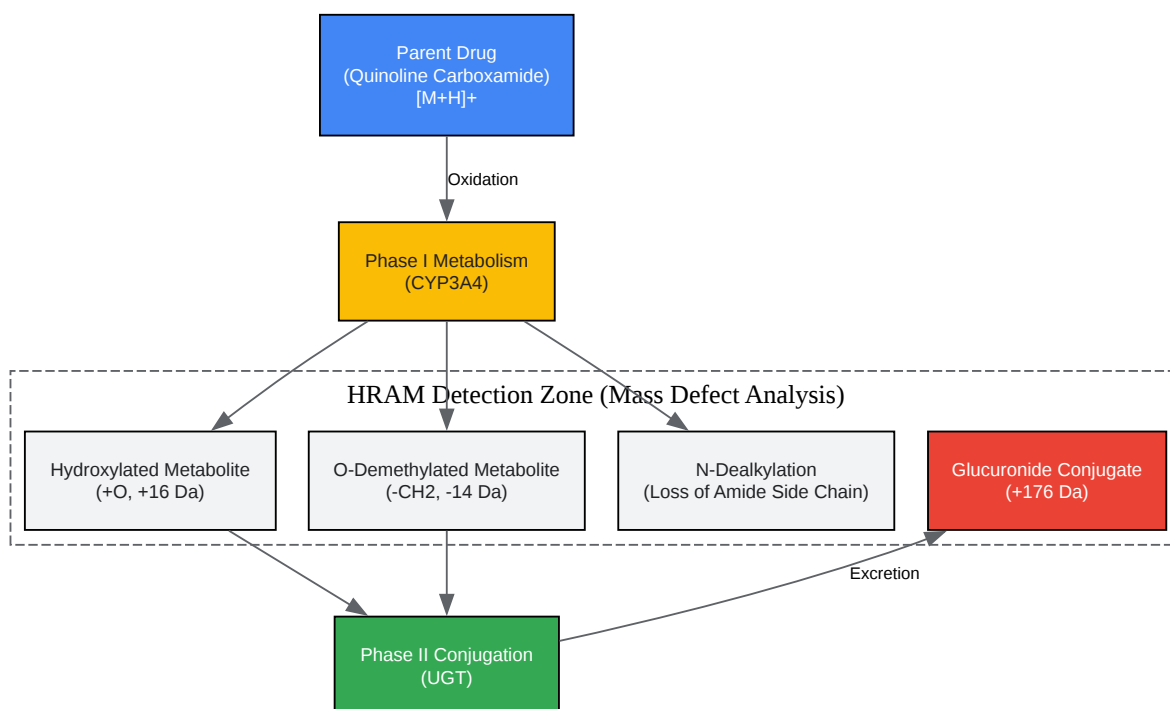 Parent Drug
(Quinoline Carboxamide)
[M+H]+
Oxidation
Phase I Metabolism
(CYP3A4)
HRAM Detection Zone (Mass Defect Analysis)
Hydroxylated Metabolite
(+O, +16 Da)
O-Demethylated Metabolite
(-CH2, -14 Da)
N-Dealkylation
(Loss of Amide Side Chain)
Glucuronide Conjugate
(+176 Da)
Excretion
Phase II Conjugation
(UGT)